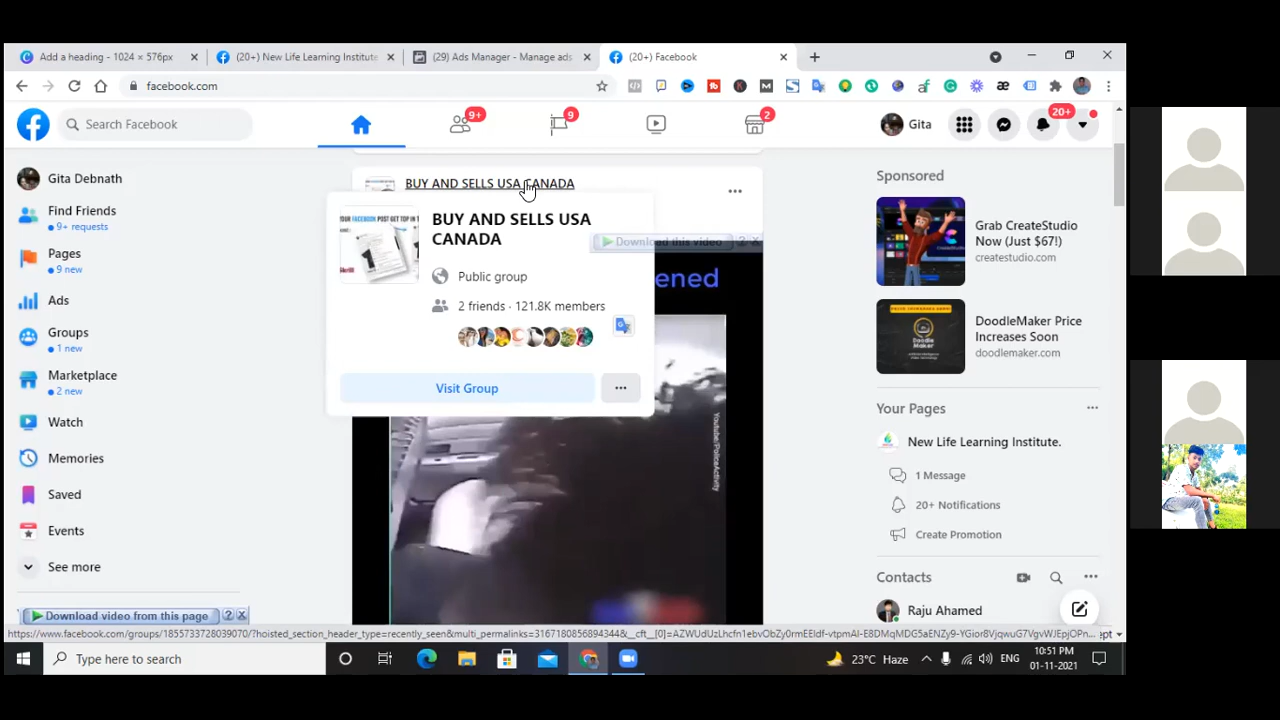 Add a heading - 1024 × 576px
(20+) New Life Learning Institute
(29) Ads Manager - Manage ads
(20+) Facebook
facebook.com
Search Facebook
9+
9
2
Gita
20+
Gita Debnath
Find Friends
9+ requests
Pages
9 new
Ads
Groups
1 new
Marketplace
2 new
Watch
Memories
Saved
Events
See more
Download video from this page
BUY AND SELLS USA CANADA
BUY AND SELLS USA
CANADA
Public group
2 friends · 121.8K members
Visit Group
Download this video
ened
Youtube/PoliceActivity
Sponsored
Grab CreateStudio
Now (Just $67!)
createstudio.com
DoodleMaker Price
Increases Soon
doodlemaker.com
Your Pages
New Life Learning Institute.
1 Message
20+ Notifications
Create Promotion
Contacts
Raju Ahamed
Type here to search
23°C Haze
ENG
10:51 PM
01-11-2021